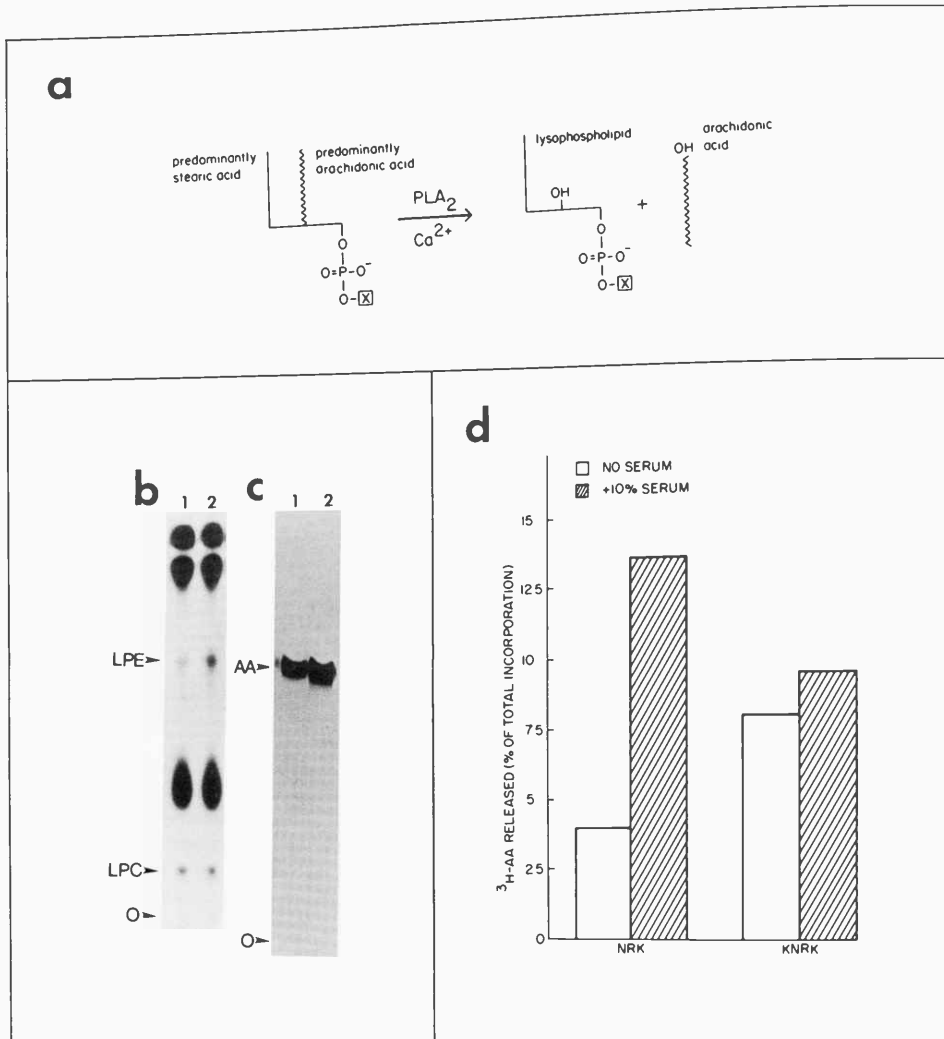 a
predominantly
stearic acid
predominantly
arachidonic acid
O
O=P-O⁻
O-X
PLA₂
Ca²⁺
lysophospholipid
OH
O
O=P-O⁻
O-X
+
OH
arachidonic
acid
b
1 2
LPE
LPC
O
c
1 2
AA
O
d
NO SERUM
+10% SERUM
³H-AA RELEASED (% OF TOTAL INCORPORATION)
15
12.5
10
7.5
5
2.5
0
NRK
KNRK